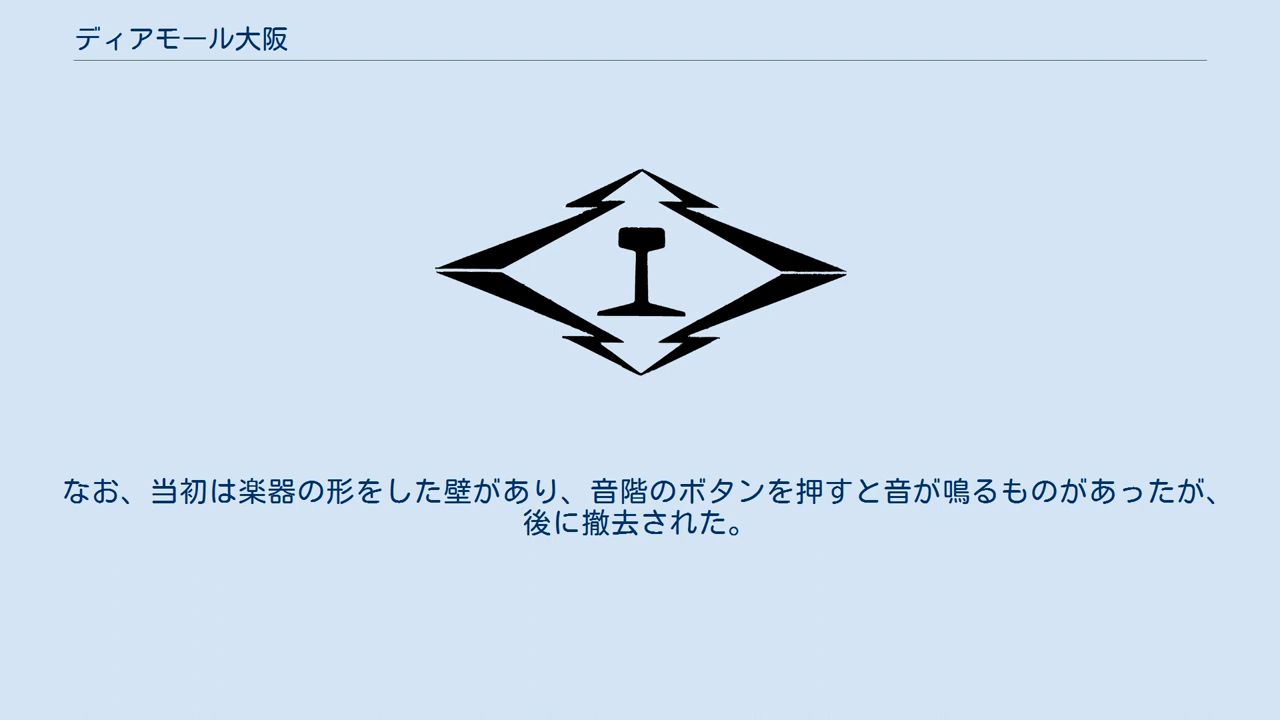 ディアモール大阪
なお、当初は楽器の形をした壁があり、音階のボタンを押すと音が鳴るものがあったが、
後に撤去された。